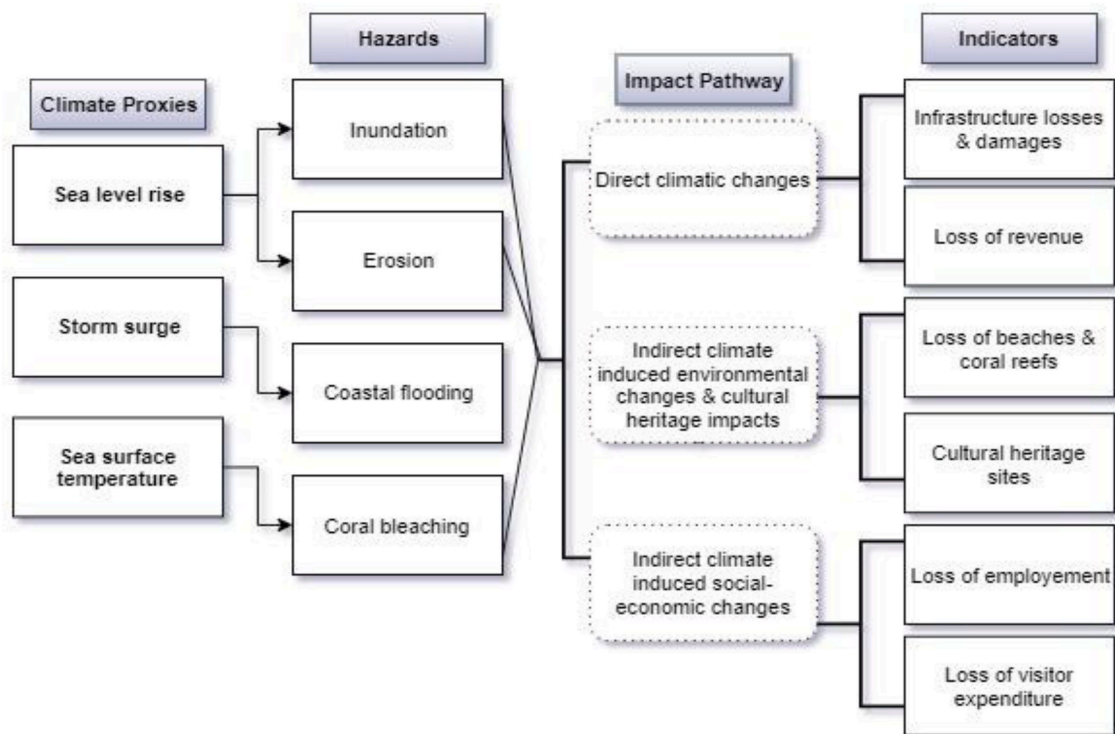 Climate Proxies
Sea level rise
Storm surge
Sea surface
temperature
Hazards
Inundation
Erosion
Coastal flooding
Coral bleaching
Impact Pathway
Direct climatic changes
Indirect climate
induced environmental
changes & cultural
heritage impacts
Indirect climate
induced social-
economic changes
Indicators
Infrastructure losses
& damages
Loss of revenue
Loss of beaches &
coral reefs
Cultural heritage
sites
Loss of employement
Loss of visitor
expenditure